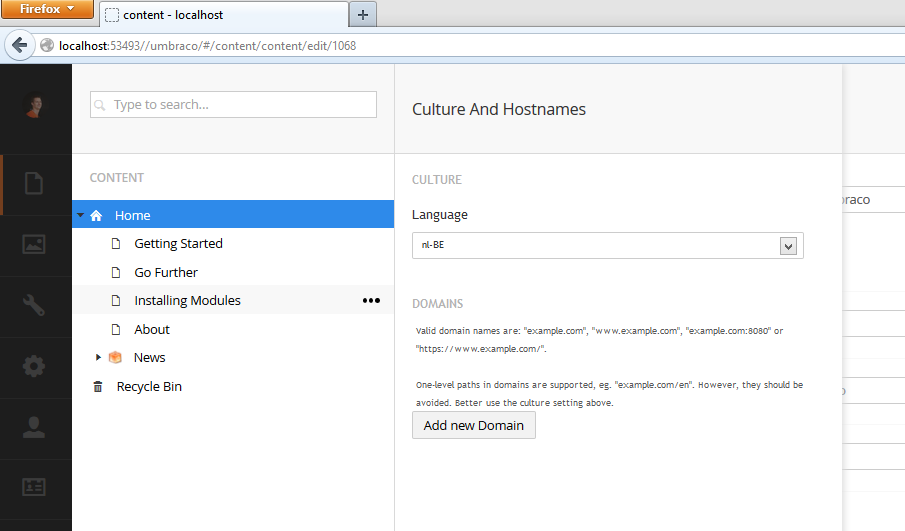 Firefox
content - localhost
localhost:53493//umbraco/#/content/content/edit/1068
Type to search...
CONTENT
Home
Getting Started
Go Further
Installing Modules
About
News
Recycle Bin
Culture And Hostnames
CULTURE
Language
nl-BE
DOMAINS
Valid domain names are: "example.com", "www.example.com", "example.com:8080" or
"https://www.example.com/".
One-level paths in domains are supported, eg. "example.com/en". However, they should be
avoided. Better use the culture setting above.
Add new Domain